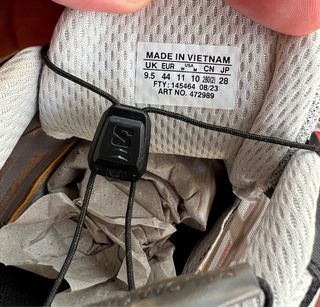 MADE IN VIETNAM
UK EUR USA CN JP
W M
9.5 44 11 10 280(2) 28
FTY: 145464 08/23
ART NO. 472989